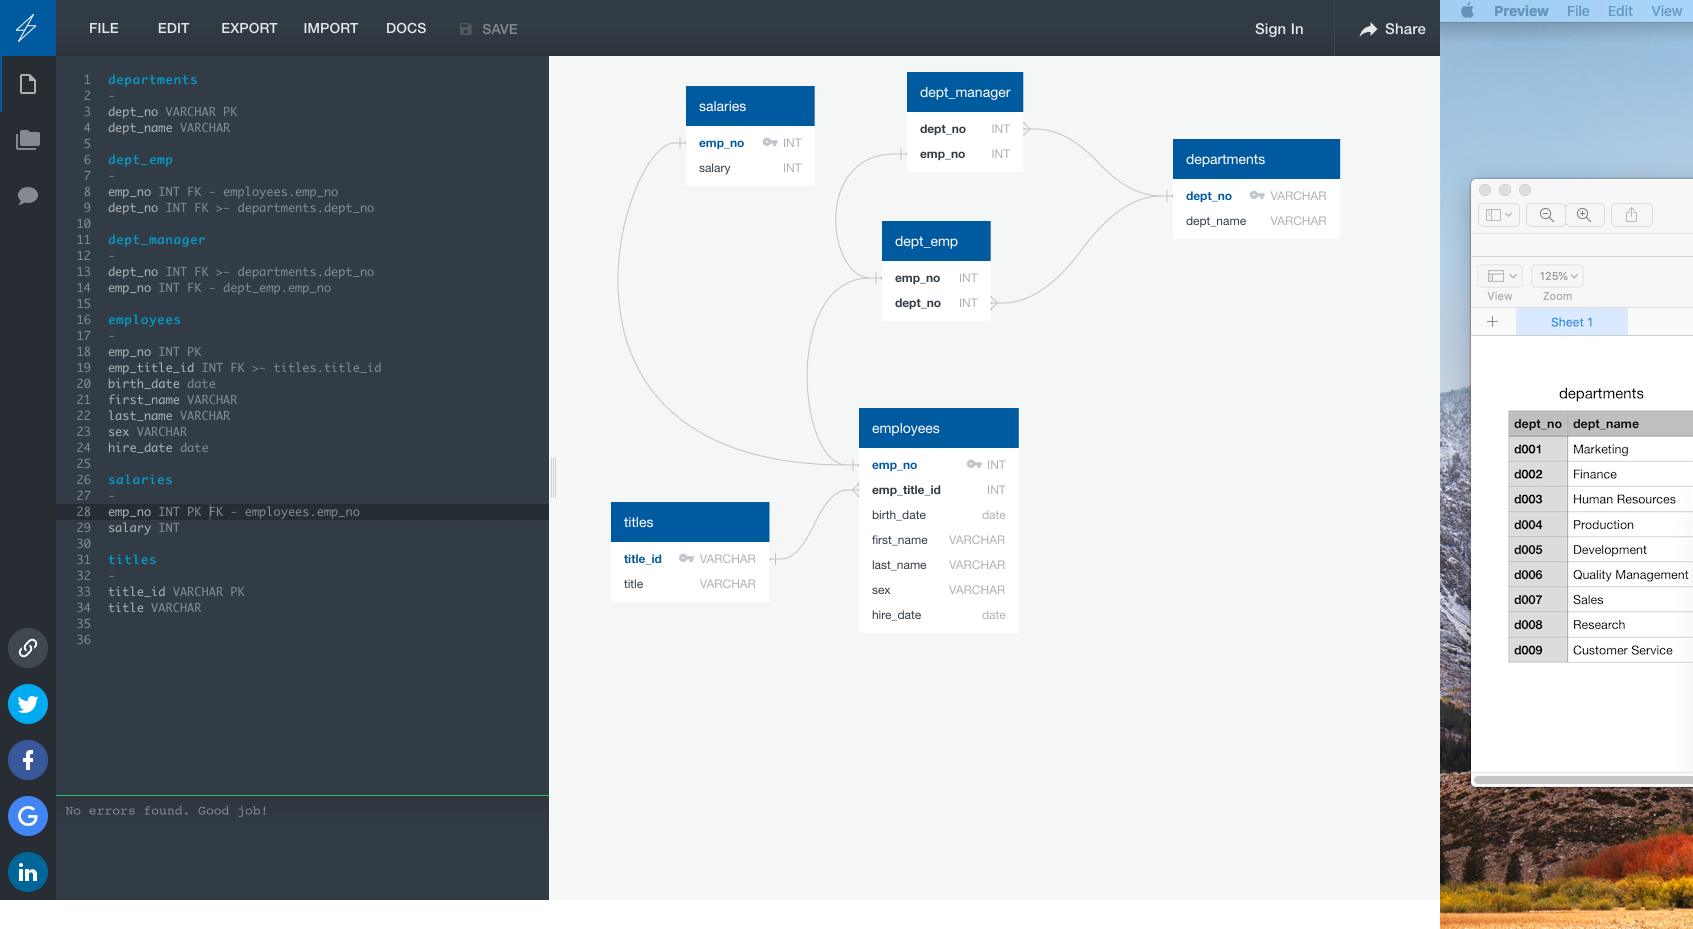 FILE EDIT EXPORT IMPORT DOCS SAVE Sign In Share
1 departments
2 -
3 dept_no VARCHAR PK
4 dept_name VARCHAR
5
6 dept_emp
7 -
8 emp_no INT FK - employees.emp_no
9 dept_no INT FK >- departments.dept_no
10
11 dept_manager
12 -
13 dept_no INT FK >- departments.dept_no
14 emp_no INT FK - dept_emp.emp_no
15
16 employees
17 -
18 emp_no INT PK
19 emp_title_id INT FK >- titles.title_id
20 birth_date date
21 first_name VARCHAR
22 last_name VARCHAR
23 sex VARCHAR
24 hire_date date
25
26 salaries
27 -
28 emp_no INT PK FK - employees.emp_no
29 salary INT
30
31 titles
32 -
33 title_id VARCHAR PK
34 title VARCHAR
35
36
No errors found. Good job!
in
salaries
emp_no INT
salary INT
dept_manager
dept_no INT
emp_no INT
departments
dept_no VARCHAR
dept_name VARCHAR
dept_emp
emp_no INT
dept_no INT
employees
emp_no INT
emp_title_id INT
birth_date date
first_name VARCHAR
last_name VARCHAR
sex VARCHAR
hire_date date
titles
title_id VARCHAR
title VARCHAR
Preview File Edit View
125%
View Zoom
Sheet 1
departments
dept_no dept_name
d001 Marketing
d002 Finance
d003 Human Resources
d004 Production
d005 Development
d006 Quality Management
d007 Sales
d008 Research
d009 Customer Service